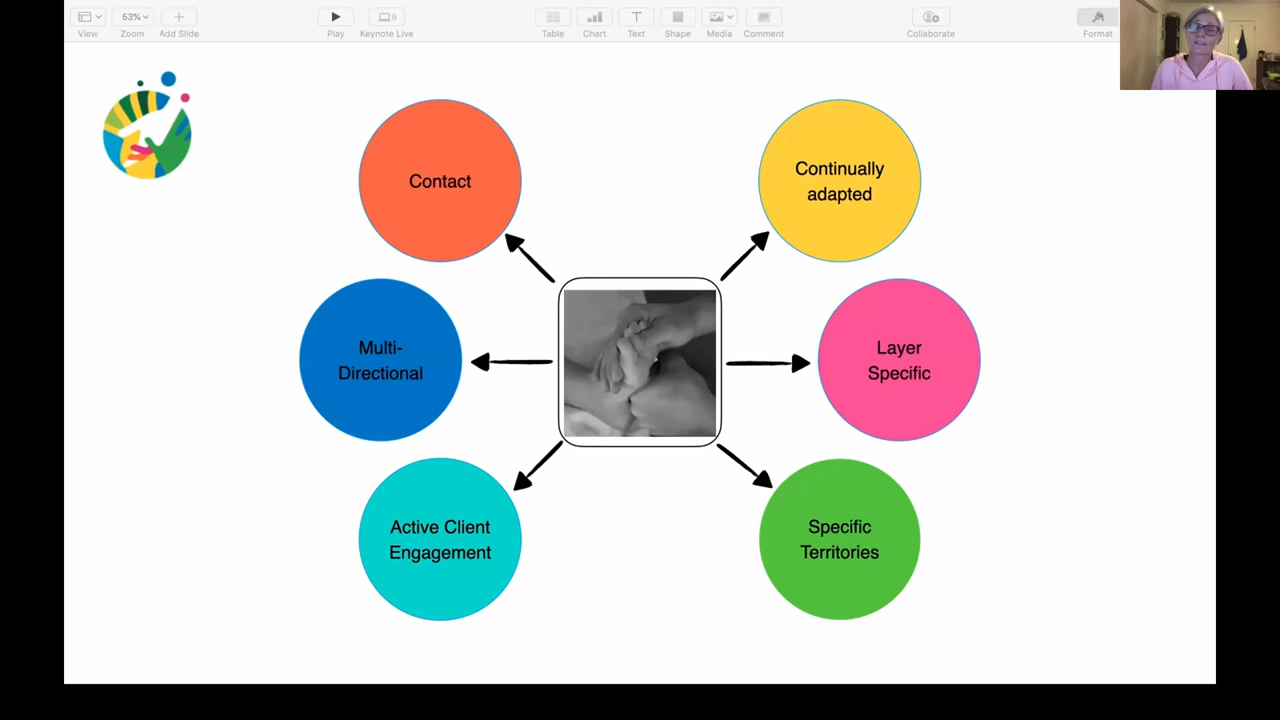 View
Zoom
53%
Add Slide
Play
Keynote Live
Table
Chart
Text
Shape
Media
Comment
Collaborate
Format
Contact
Continually
adapted
Multi-
Directional
Layer
Specific
Active Client
Engagement
Specific
Territories